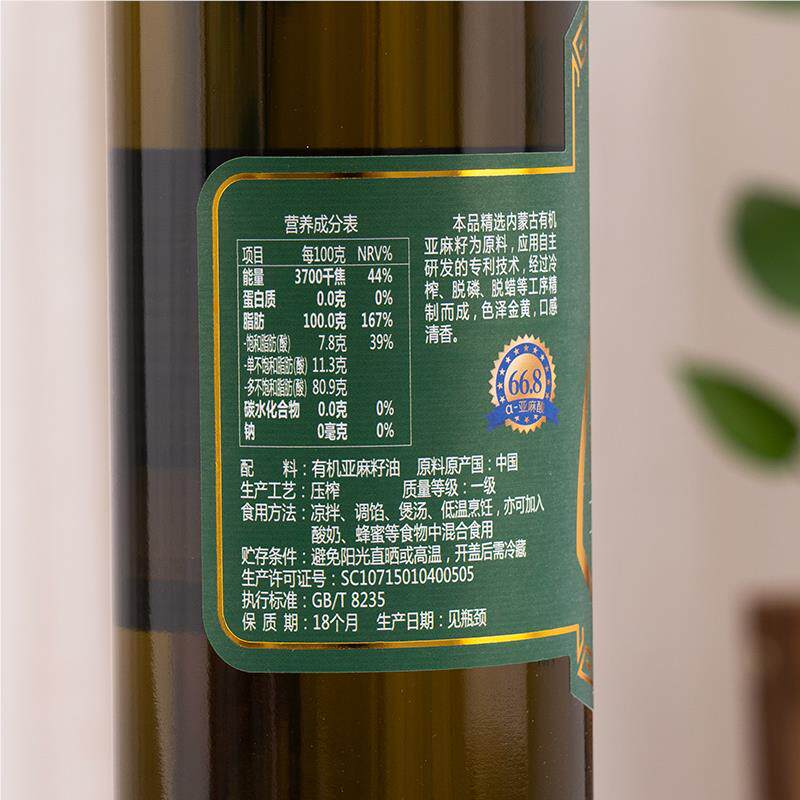 营养成分表
项目 每100克 NRV%
能量 3700千焦 44%
蛋白质 0.0克 0%
脂肪 100.0克 167%
-饱和脂肪(酸) 7.8克 39%
-单不饱和脂肪(酸) 11.3克
-多不饱和脂肪(酸) 80.9克
碳水化合物 0.0克 0%
钠 0毫克 0%
本品精选内蒙古有机
亚麻籽为原料，应用自主
研发的专利技术，经过冷
榨、脱磷、脱蜡等工序精
制而成，色泽金黄，口感
清香。
66.8
α-亚麻酸
配 料：有机亚麻籽油 原料原产国：中国
生产工艺：压榨 质量等级：一级
食用方法：凉拌、调馅、煲汤、低温烹饪，亦可加入
酸奶、蜂蜜等食物中混合食用
贮存条件：避免阳光直晒或高温，开盖后需冷藏
生产许可证号：SC10715010400505
执行标准：GB/T 8235
保 质 期：18个月 生产日期：见瓶颈